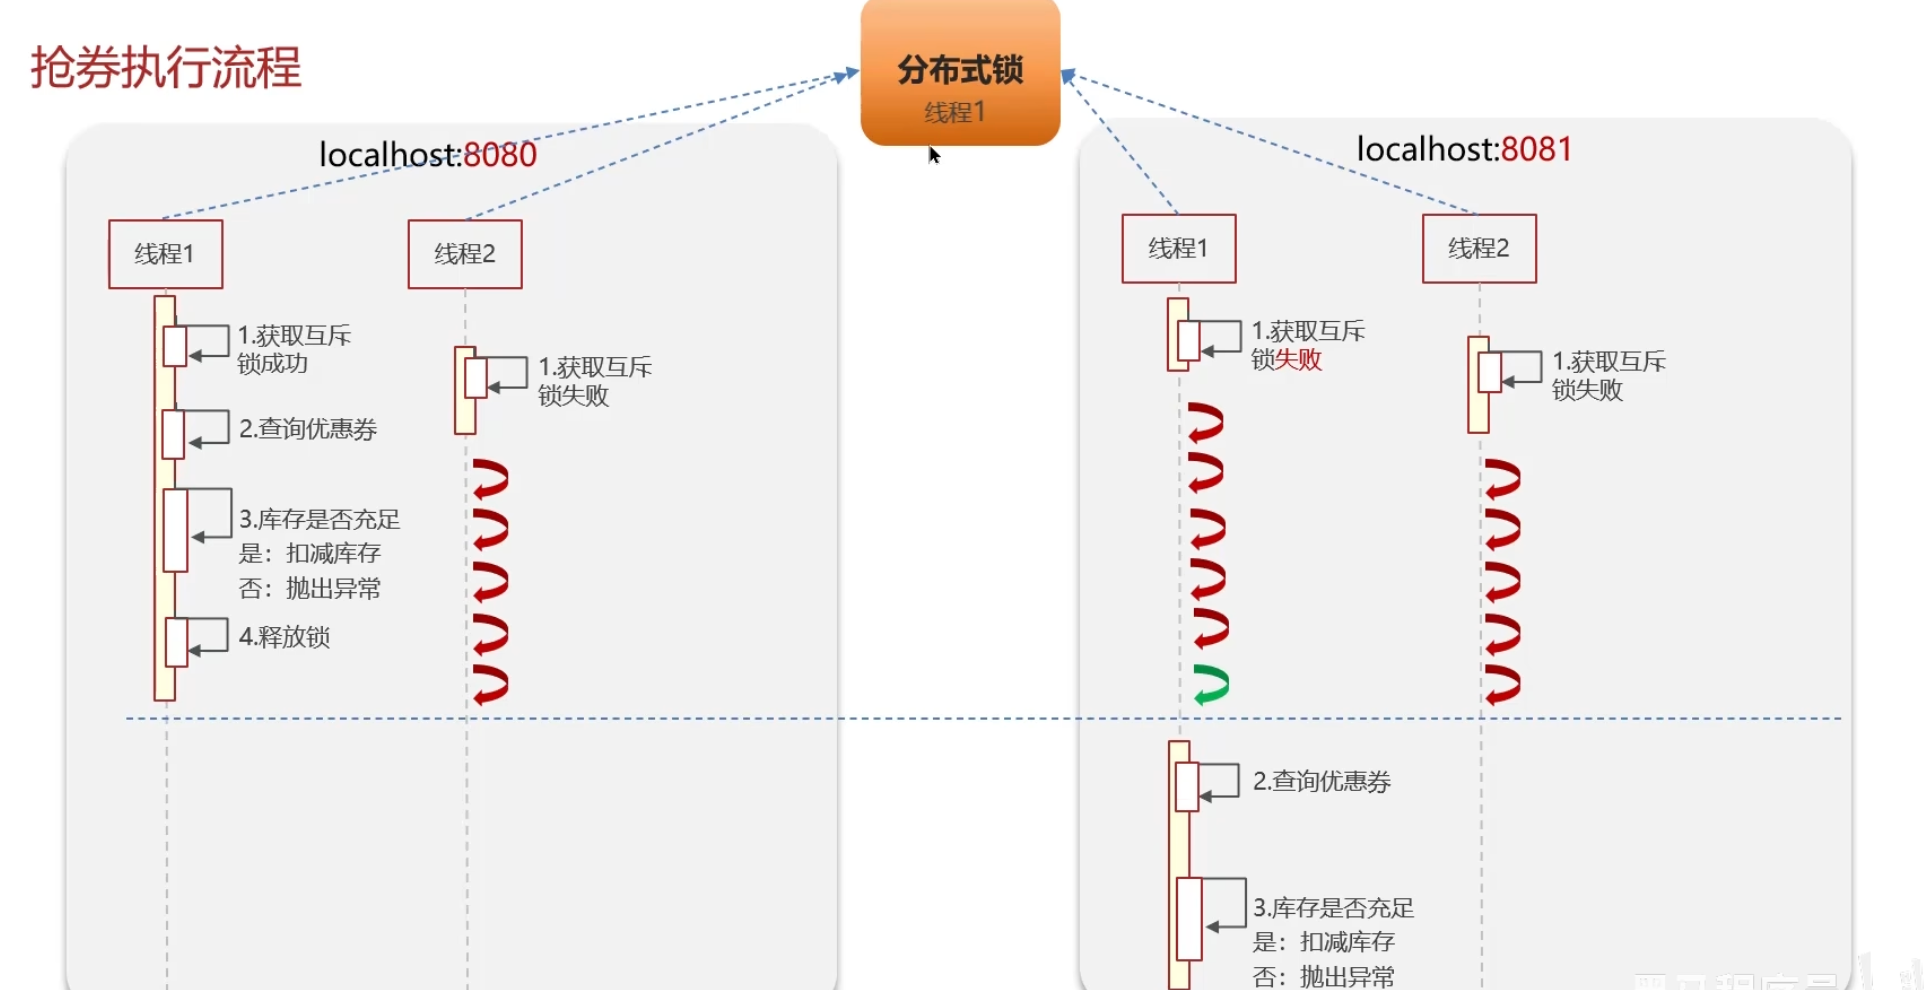 抢券执行流程
分布式锁
线程1
localhost:8080
线程1
线程2
1.获取互斥
锁成功
2.查询优惠券
3.库存是否充足
是：扣减库存
否：抛出异常
4.释放锁
1.获取互斥
锁失败
localhost:8081
线程1
线程2
1.获取互斥
锁失败
2.查询优惠券
3.库存是否充足
是：扣减库存
否：抛出异常
1.获取互斥
锁失败